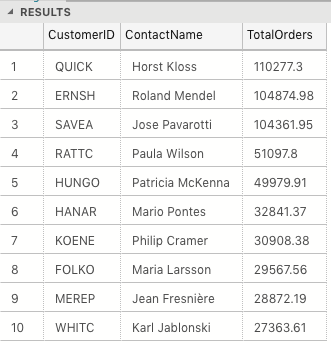 RESULTS
CustomerID ContactName TotalOrders
1 QUICK Horst Kloss 110277.3
2 ERNSH Roland Mendel 104874.98
3 SAVEA Jose Pavarotti 104361.95
4 RATTC Paula Wilson 51097.8
5 HUNGO Patricia McKenna 49979.91
6 HANAR Mario Pontes 32841.37
7 KOENE Philip Cramer 30908.38
8 FOLKO Maria Larsson 29567.56
9 MEREP Jean Fresnière 28872.19
10 WHITC Karl Jablonski 27363.61